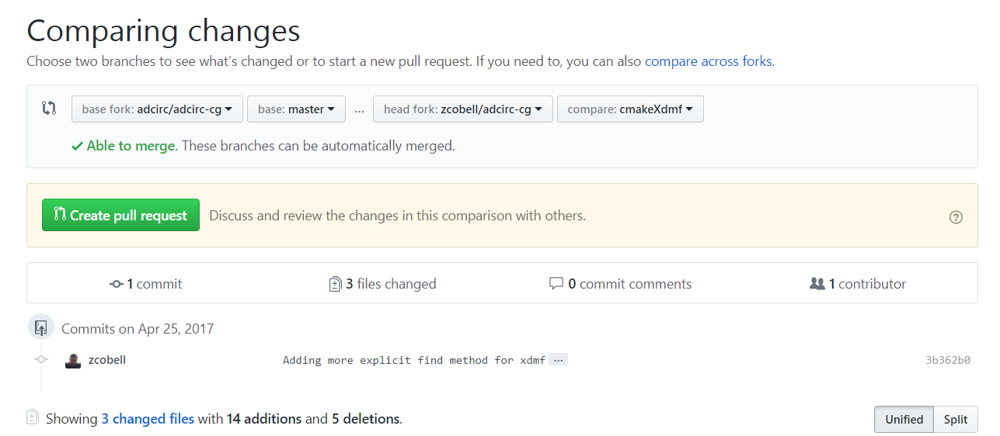 Comparing changes
Choose two branches to see what's changed or to start a new pull request. If you need to, you can also compare across forks.
base fork: adcirc/adcirc-cg base: master ... head fork: zcobell/adcirc-cg compare: cmakeXdmf
Able to merge. These branches can be automatically merged.
Create pull request Discuss and review the changes in this comparison with others.
1 commit 3 files changed 0 commit comments 1 contributor
Commits on Apr 25, 2017
zcobell Adding more explicit find method for xdmf ... 3b362b0
Showing 3 changed files with 14 additions and 5 deletions. Unified Split